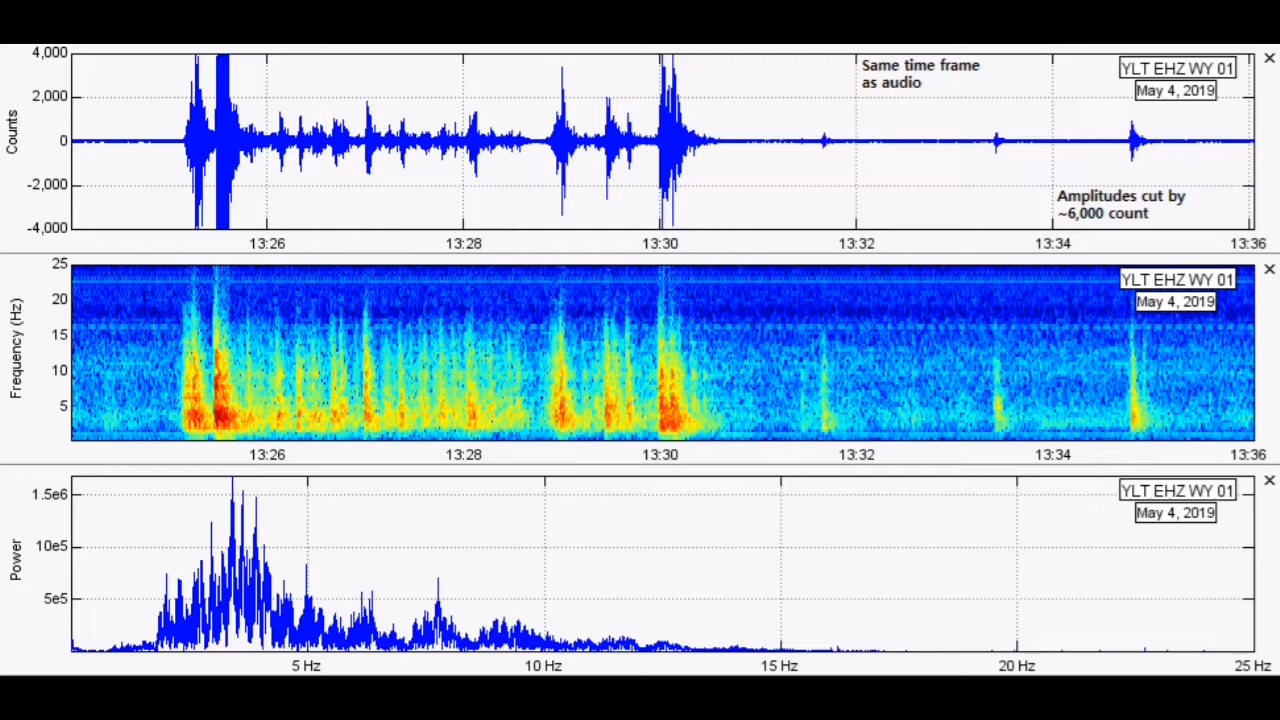 4,000
2,000
0
-2,000
-4,000
Counts
Same time frame
as audio
YLT EHZ WY 01
May 4, 2019
Amplitudes cut by
~6,000 count
13:26
13:28
13:30
13:32
13:34
13:36
25
20
15
10
5
Frequency (Hz)
YLT EHZ WY 01
May 4, 2019
13:26
13:28
13:30
13:32
13:34
13:36
1.5e6
10e5
5e5
Power
YLT EHZ WY 01
May 4, 2019
5 Hz
10 Hz
15 Hz
20 Hz
25 Hz